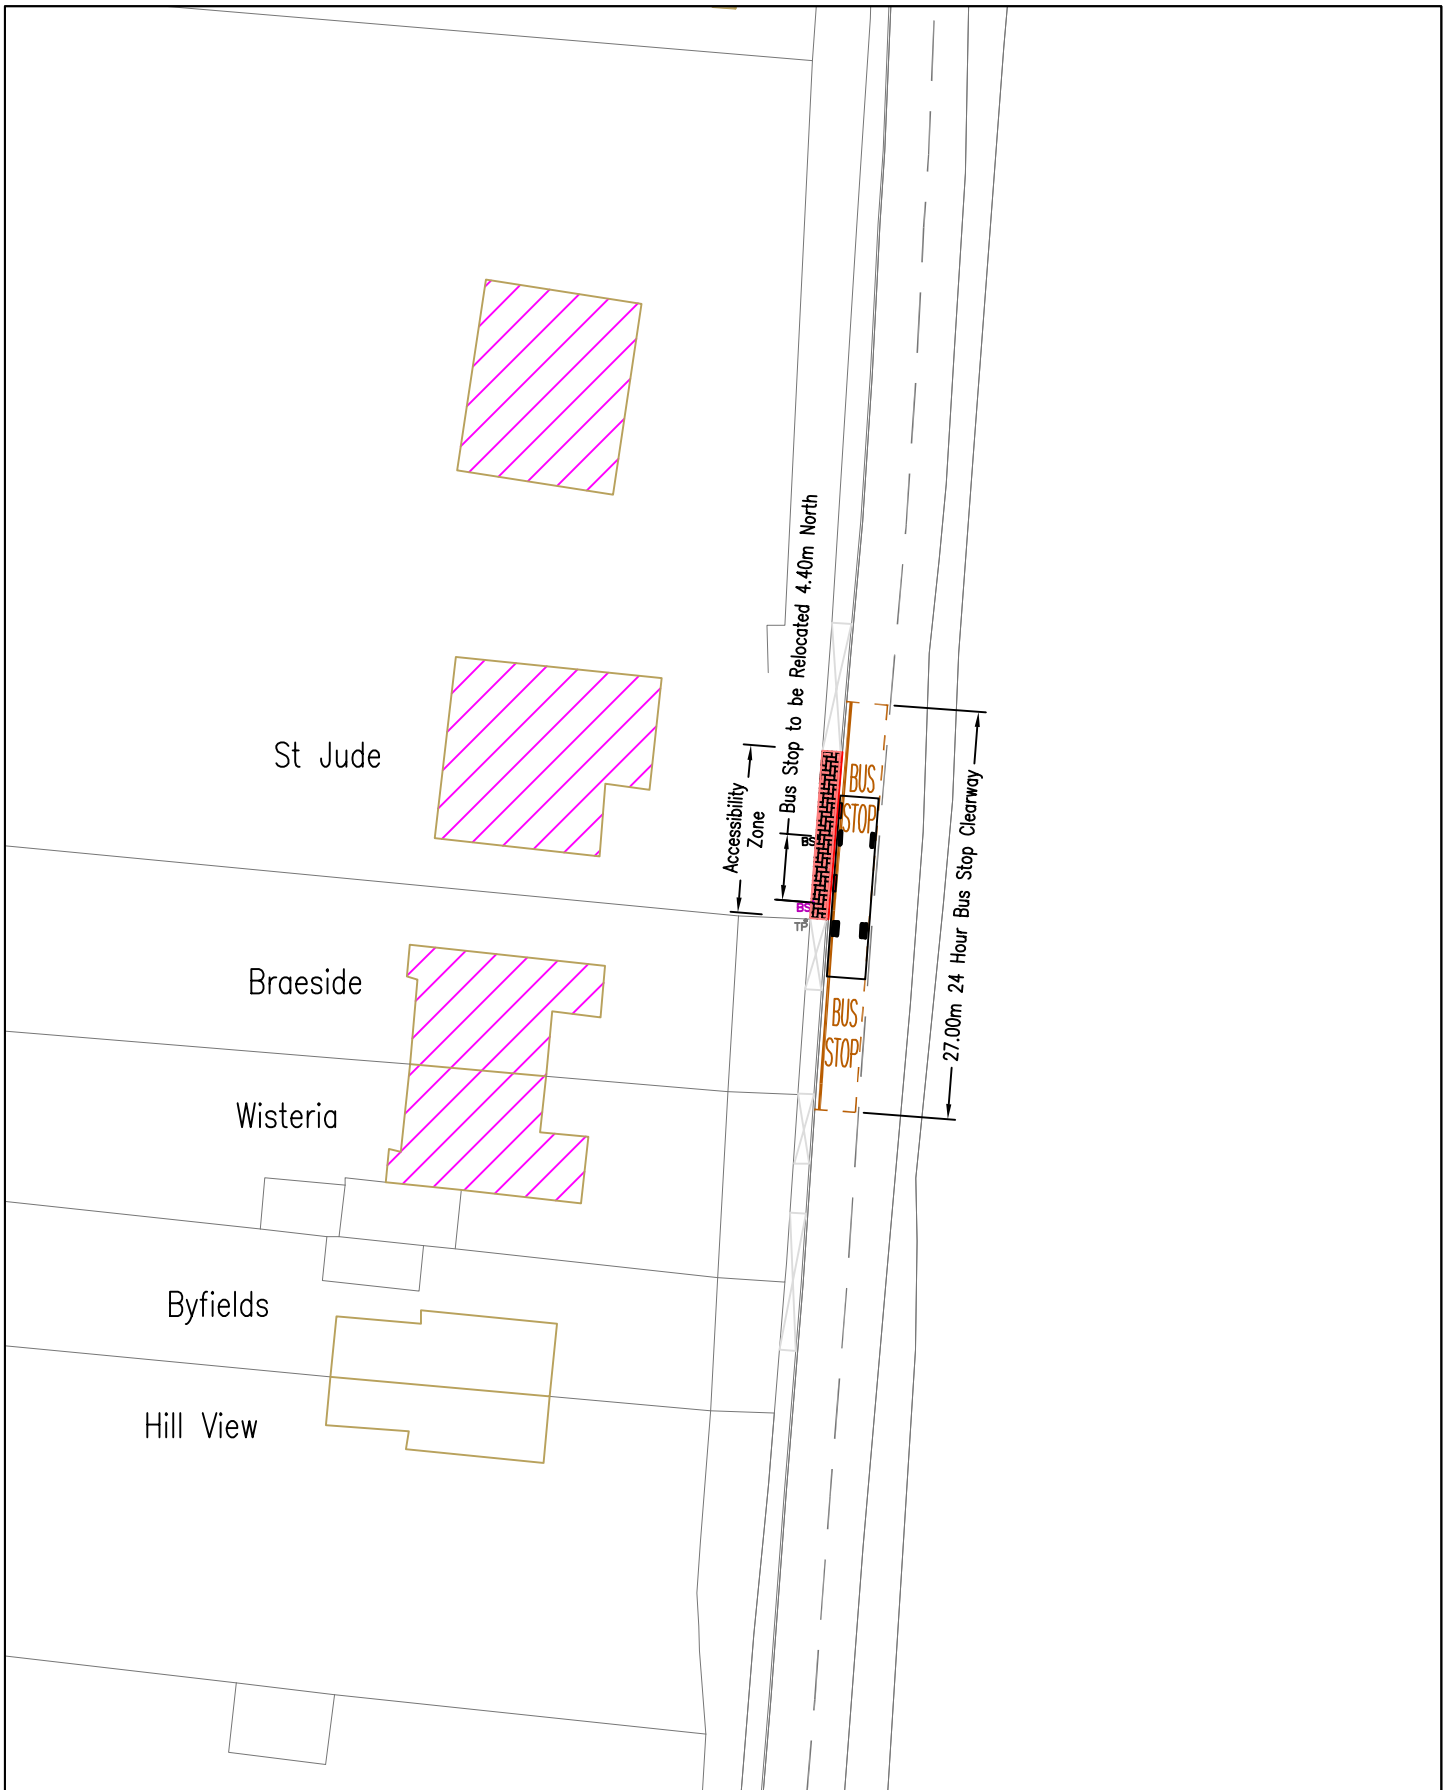 Bus Stop to be Relocated 4.40m North
St Jude
Accessibility
Zone
BUS
STOP
BS
BS
TP
27.00m 24 Hour Bus Stop Clearway
Braeside
BUS
STOP
Wisteria
Byfields
Hill View